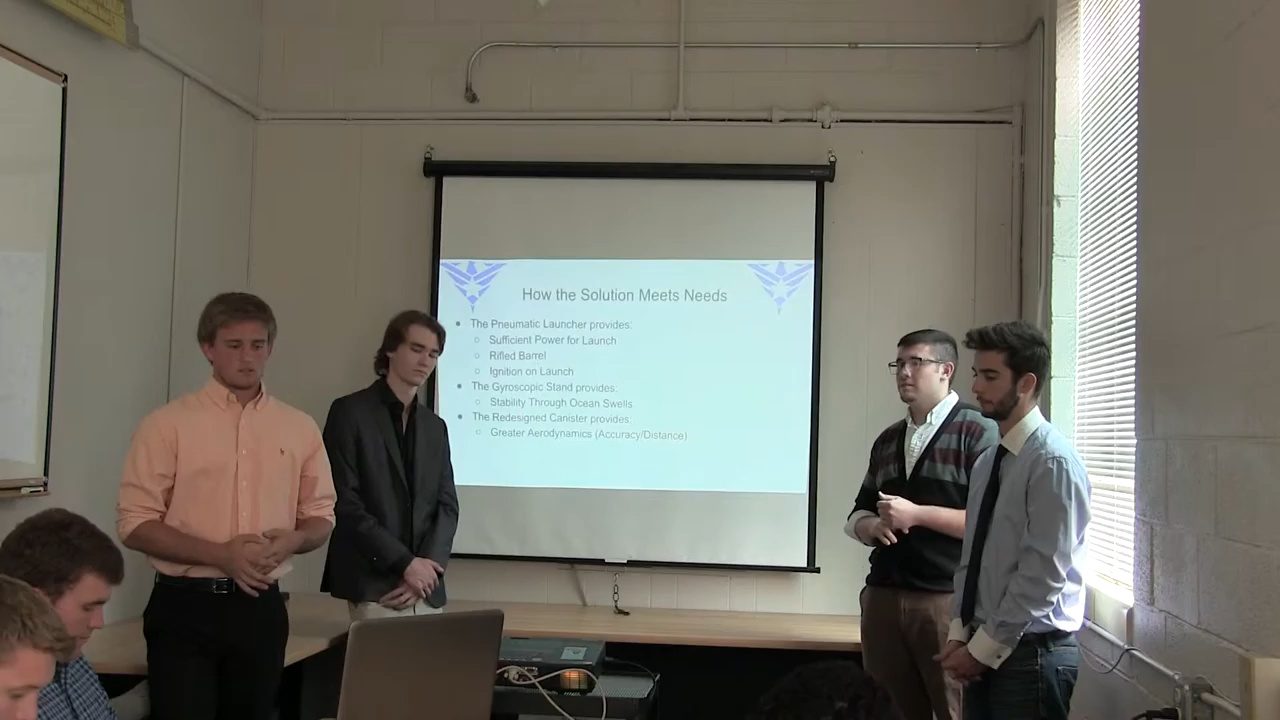 How the Solution Meets Needs
The Pneumatic Launcher provides:
Sufficient Power for Launch
Rifled Barrel
Ignition on Launch
The Gyroscopic Stand provides:
Stability Through Ocean Swells
The Redesigned Canister provides:
Greater Aerodynamics (Accuracy/Distance)